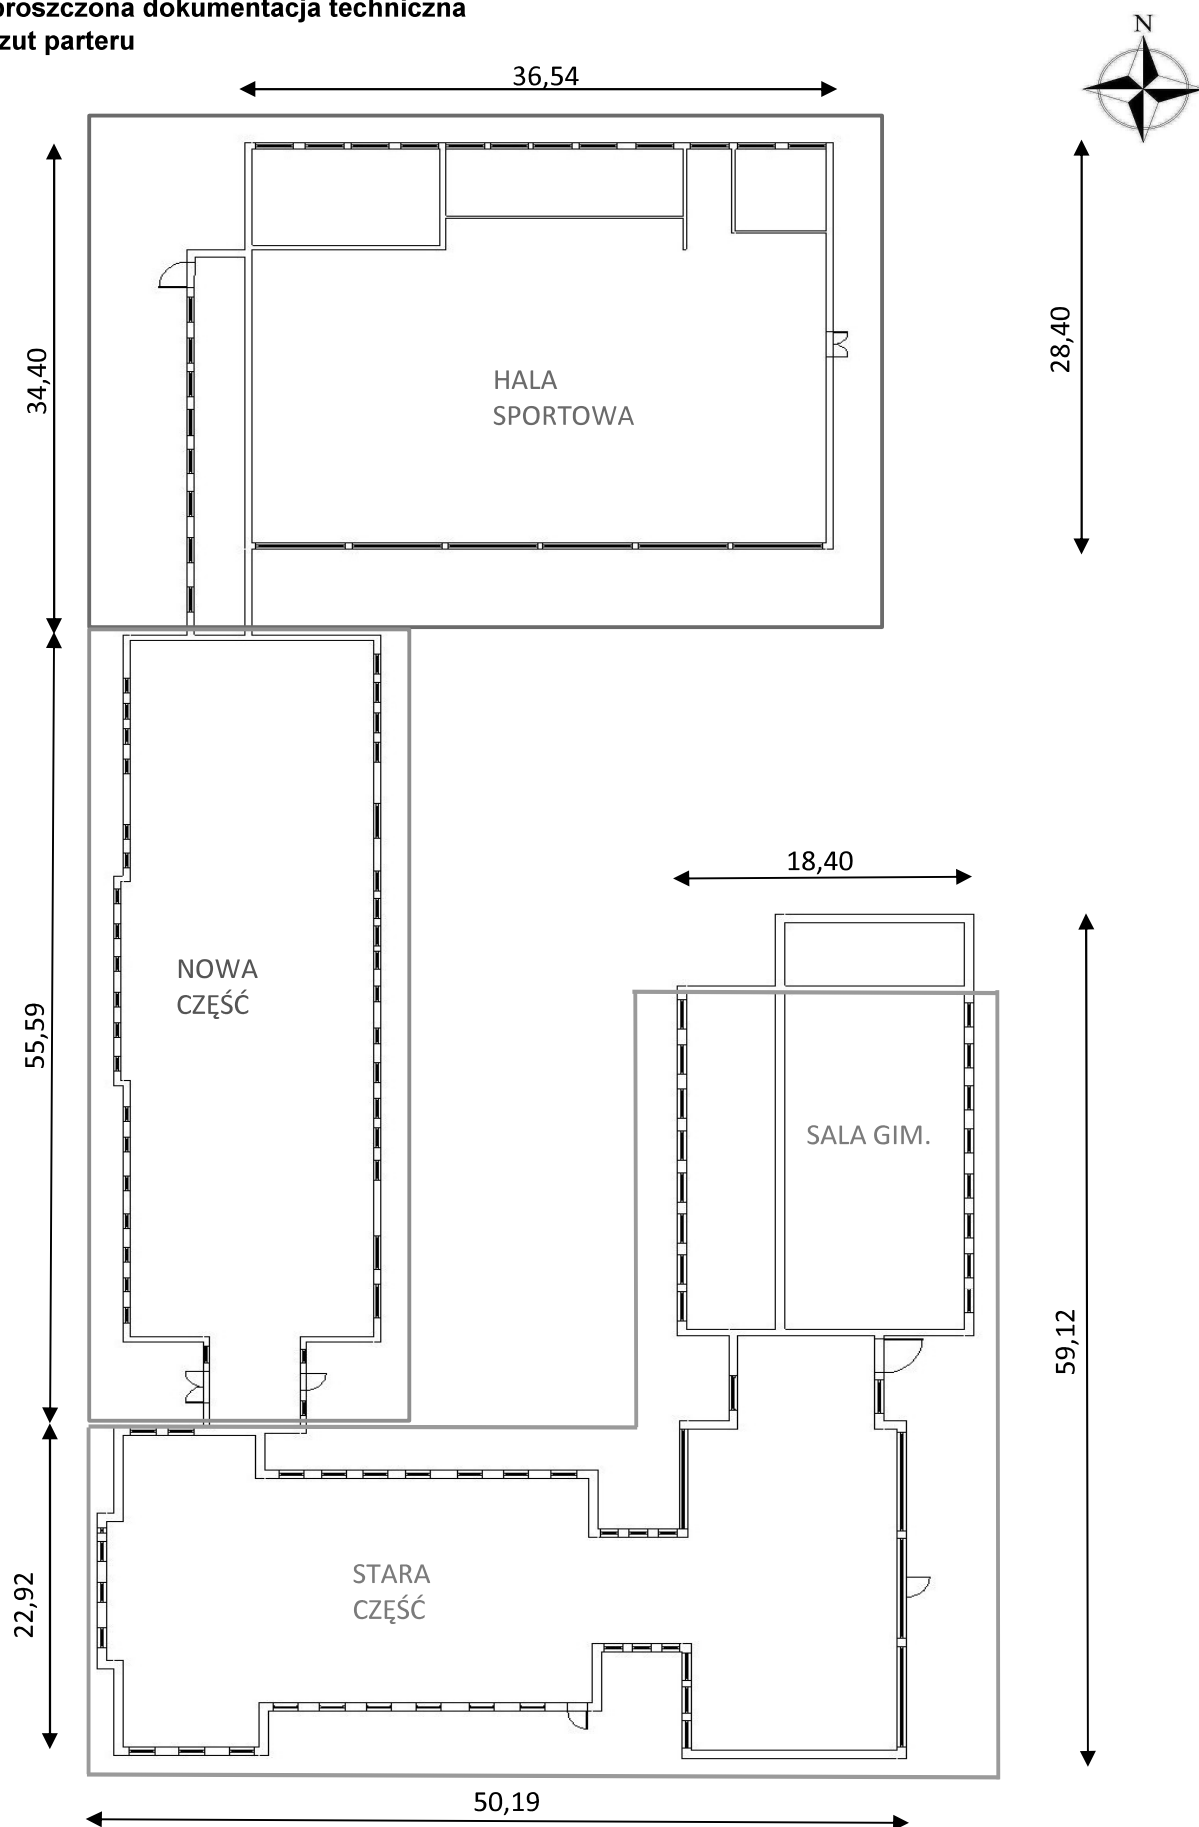 proszczona dokumentacja techniczna
zut parteru
N
36,54
34,40
28,40
HALA
SPORTOWA
18,40
NOWA
CZĘŚĆ
55,59
SALA GIM.
59,12
STARA
CZĘŚĆ
22,92
50,19